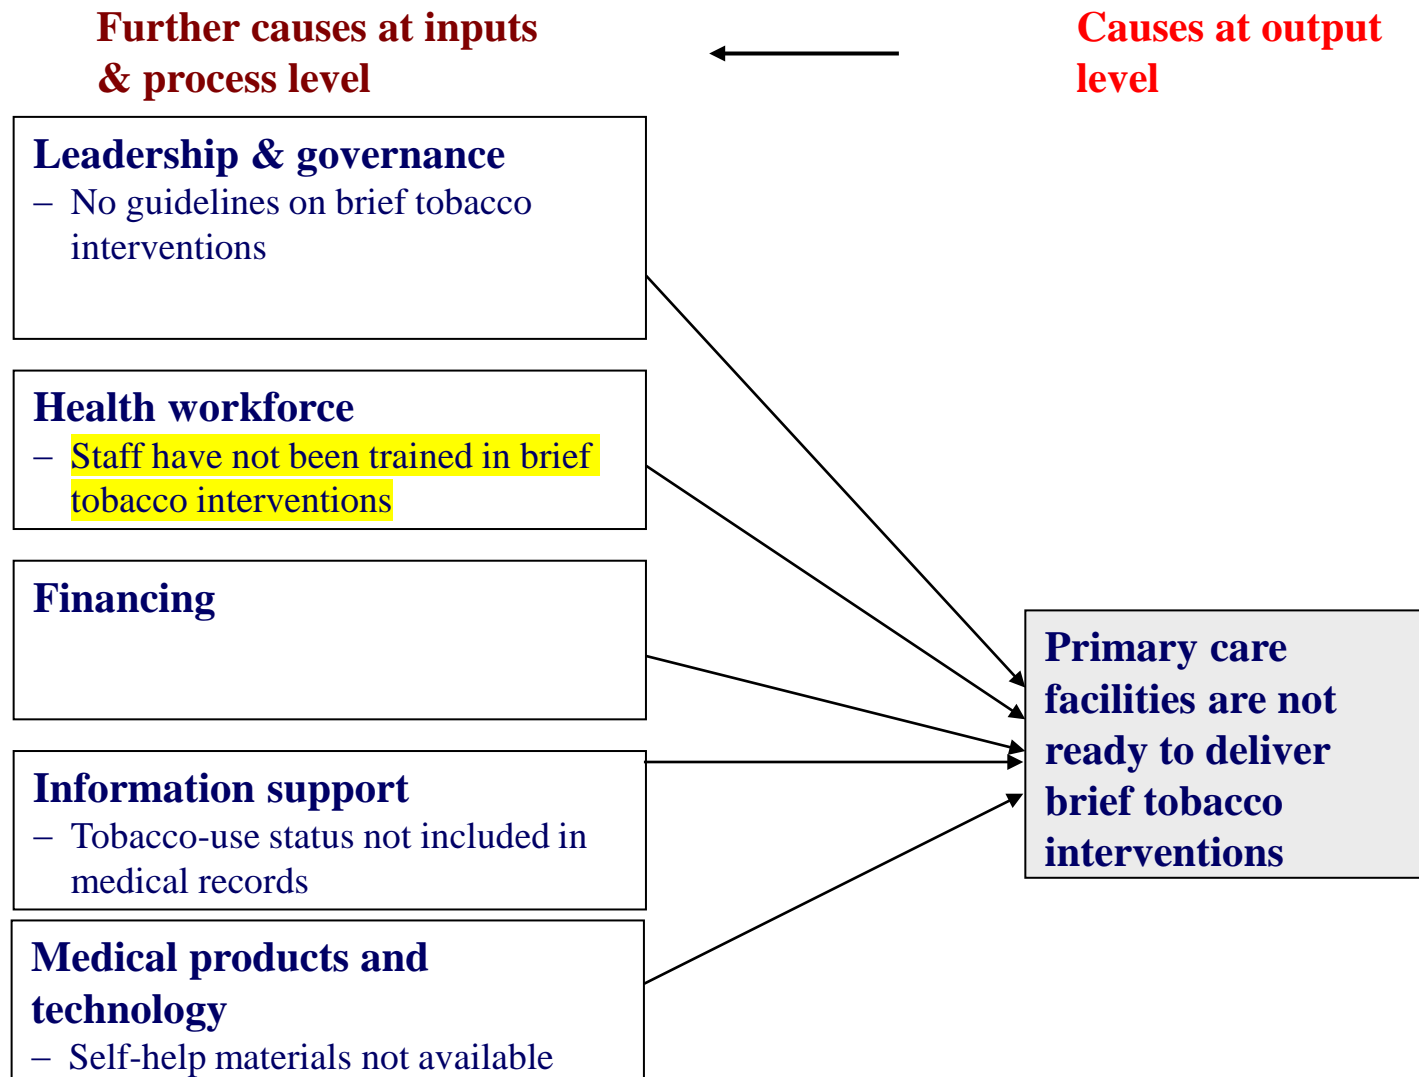 Further causes at inputs
& process level
Causes at output
level
Leadership & governance
– No guidelines on brief tobacco
interventions
Health workforce
– Staff have not been trained in brief
tobacco interventions
Financing
Information support
– Tobacco-use status not included in
medical records
Medical products and
technology
– Self-help materials not available
Primary care
facilities are not
ready to deliver
brief tobacco
interventions